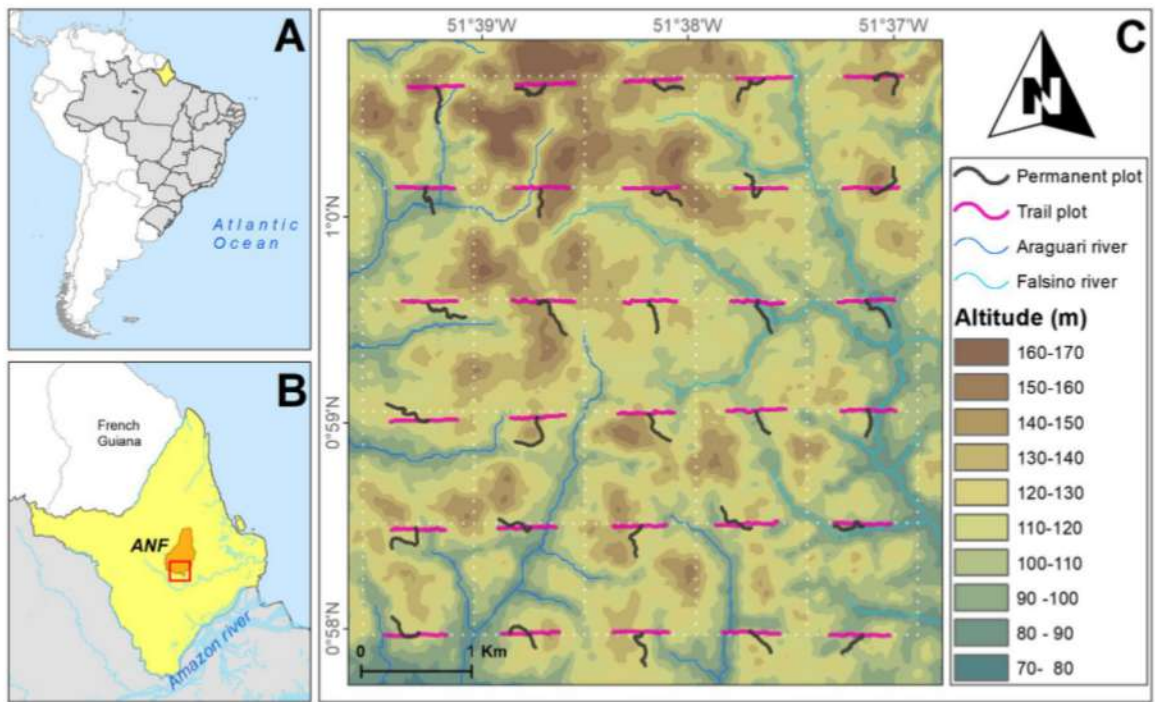 A
Atlantic
Ocean
B
French
Guiana
ANF
Amazon river
C
51°39'W
51°38'W
51°37'W
1°0'N
0°59'N
0°58'N
0
1 Km
N
Permanent plot
Trail plot
Araguari river
Falsino river
Altitude (m)
160-170
150-160
140-150
130-140
120-130
110-120
100-110
90 -100
80 - 90
70- 80